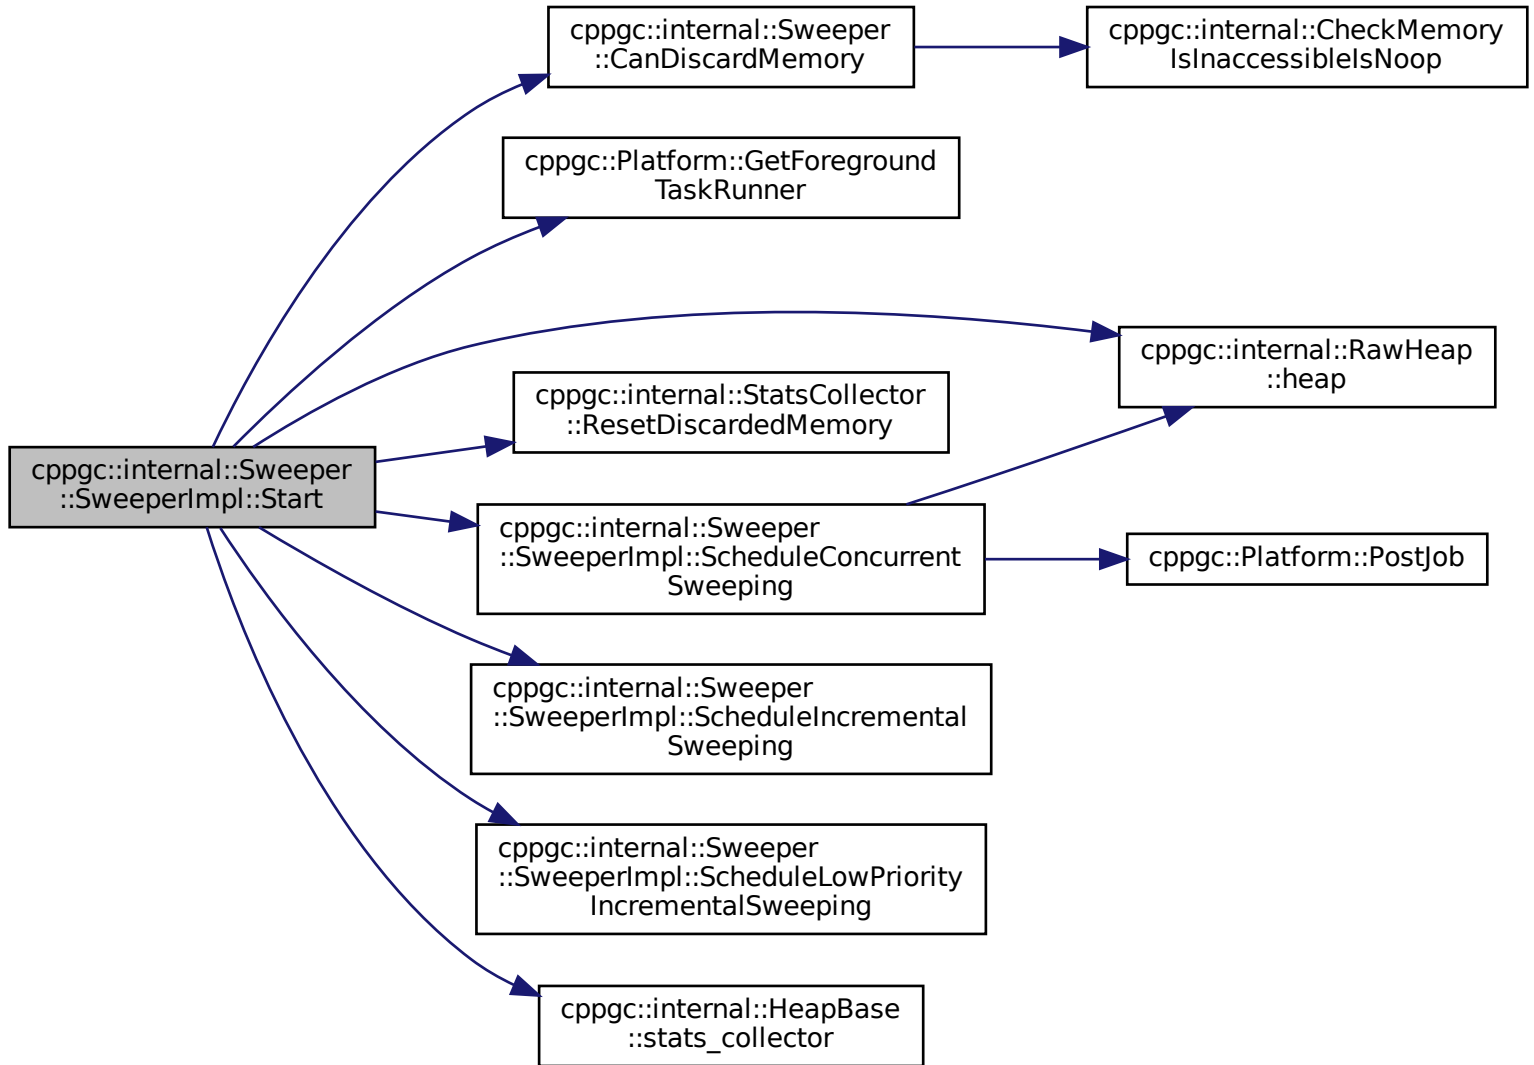 cppgc::internal::Sweeper
::SweeperImpl::Start
cppgc::internal::Sweeper
::CanDiscardMemory
cppgc::internal::CheckMemory
IsInaccessibleIsNoop
cppgc::Platform::GetForeground
TaskRunner
cppgc::internal::RawHeap
::heap
cppgc::internal::StatsCollector
::ResetDiscardedMemory
cppgc::internal::Sweeper
::SweeperImpl::ScheduleConcurrent
Sweeping
cppgc::Platform::PostJob
cppgc::internal::Sweeper
::SweeperImpl::ScheduleIncremental
Sweeping
cppgc::internal::Sweeper
::SweeperImpl::ScheduleLowPriority
IncrementalSweeping
cppgc::internal::HeapBase
::stats_collector